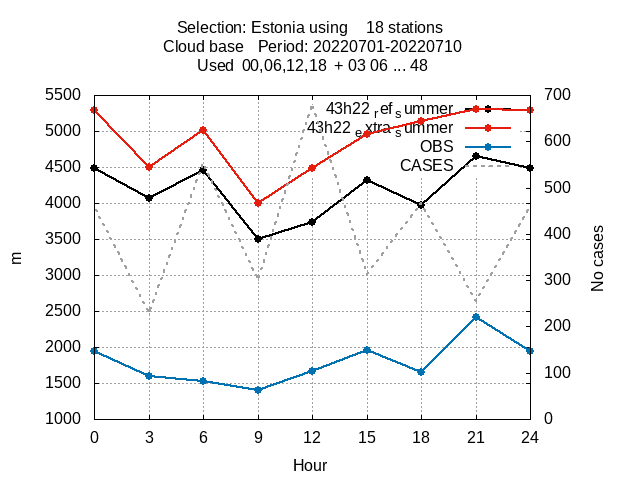 Selection: Estonia using 18 stations
Cloud base Period: 20220701-20220710
Used 00,06,12,18 + 03 06 ... 48
5500
5000
4500
4000
3500
3000
2500
2000
1500
1000
700
600
500
400
300
200
100
0
43h22 ref summer
43h22 extra summer
OBS
CASES
m
No cases
0 3 6 9 12 15 18 21 24
Hour